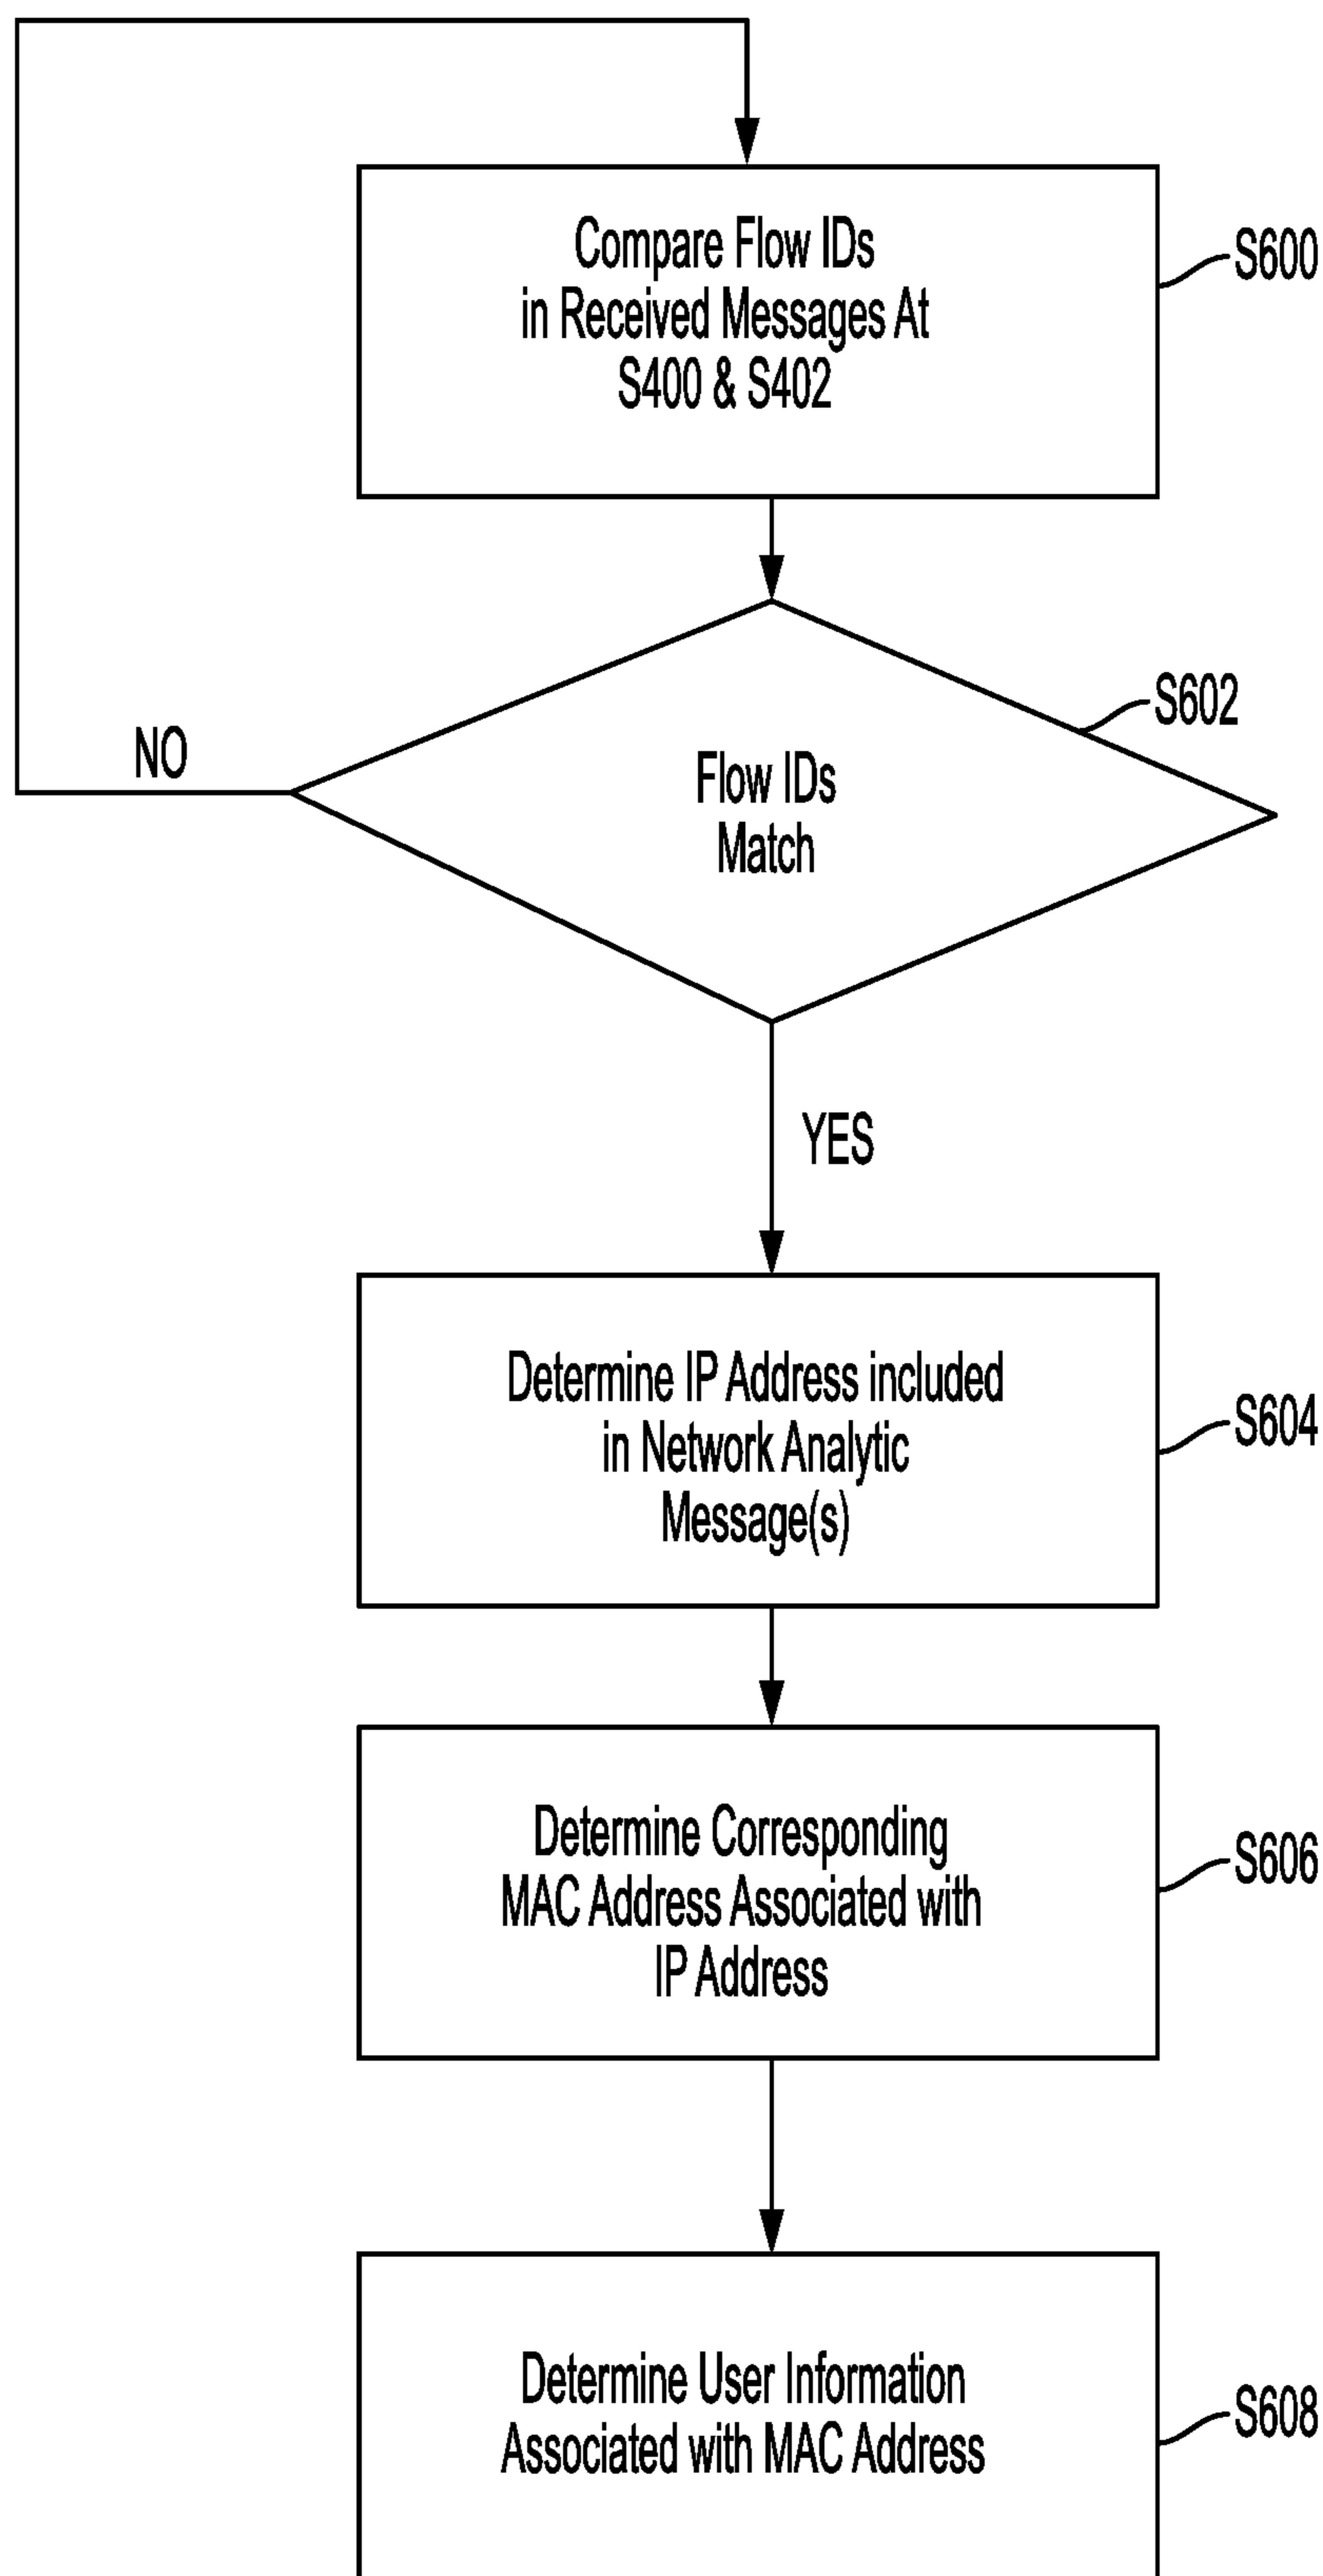 Compare Flow IDs
in Received Messages At
S400 & S402
S600
S602
Flow IDs
Match
NO
YES
Determine IP Address included
in Network Analytic
Message(s)
S604
Determine Corresponding
MAC Address Associated with
IP Address
S606
Determine User Information
Associated with MAC Address
S608